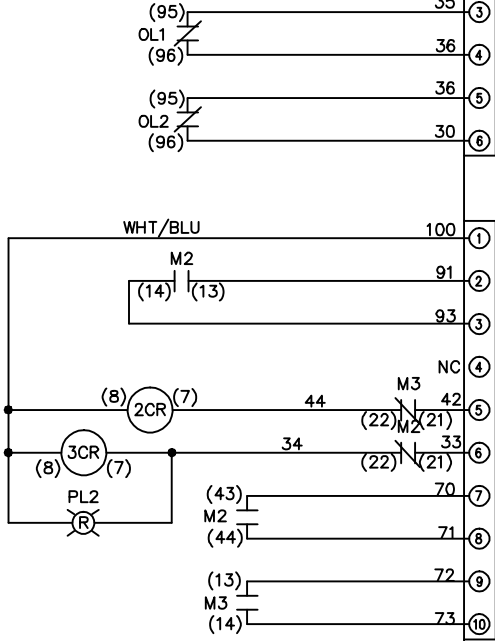 (95) 35 3
OL1
(96) 36 4
(95) 36 5
OL2
(96) 30 6
WHT/BLU 100 1
M2
(14) (13) 91 2
93 3
NC 4
M3
(8) 2CR (7) 44 42 5
(22) (21)
M2
3CR 34 33 6
(8) (7) (22) (21)
PL2
R
(43) 70 7
M2
(44) 71 8
(13) 72 9
M3
(14) 73 10